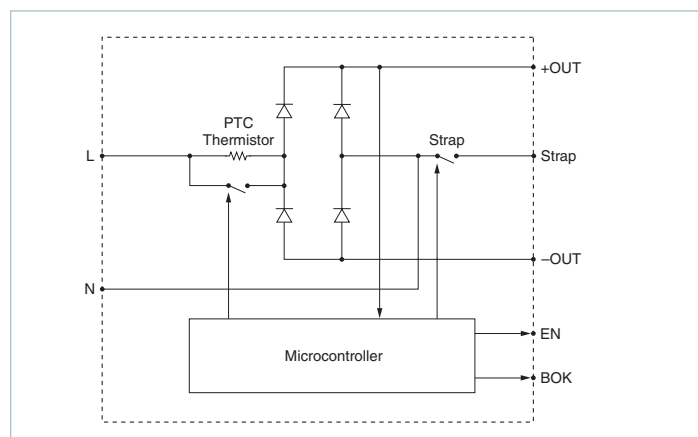 +OUT
PTC
Thermistor
Strap
L
Strap
–OUT
N
EN
Microcontroller
BOK